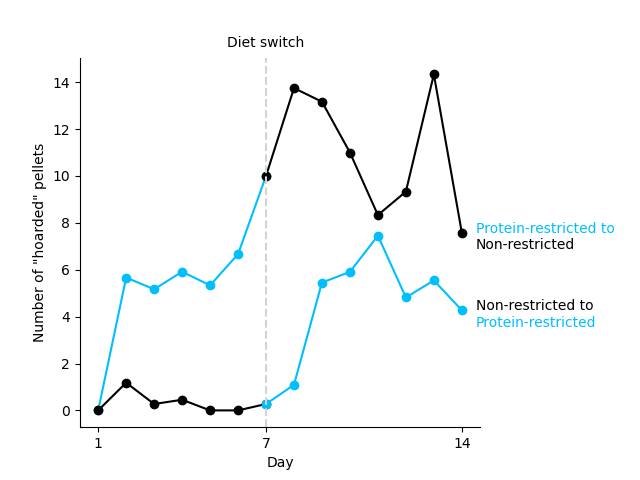 Diet switch
14
12
10
8
6
4
2
0
Number of "hoarded" pellets
1
7
14
Day
Protein-restricted to
Non-restricted
Non-restricted to
Protein-restricted